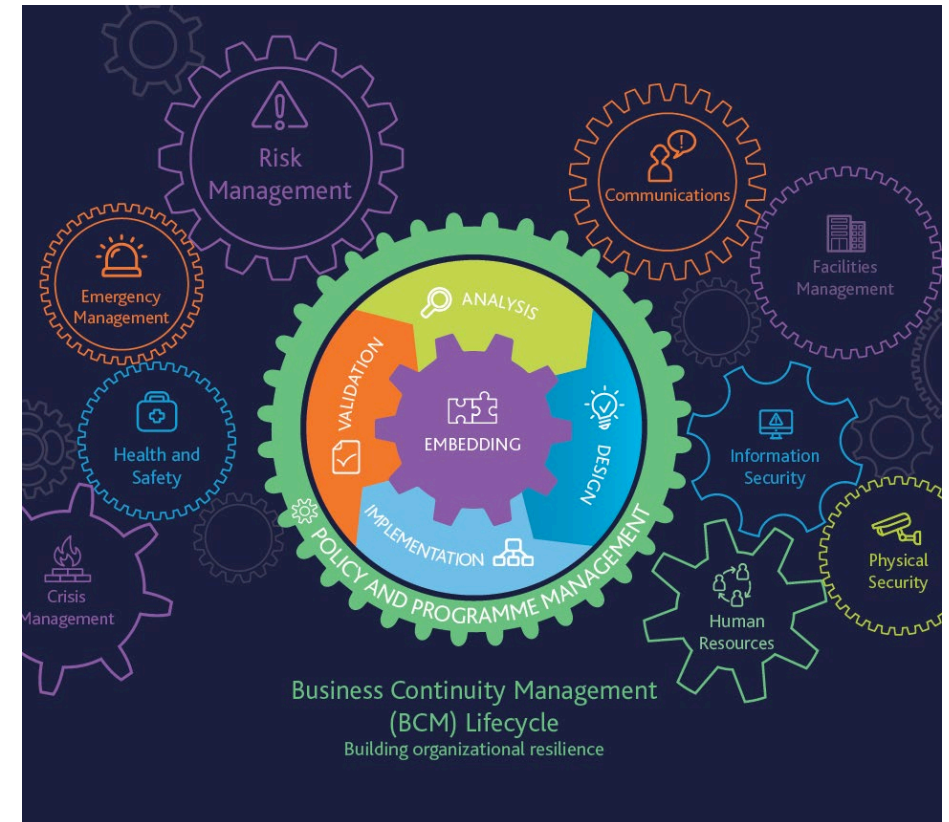 Risk
Management
Communications
Facilities
Management
Emergency
Management
ANALYSIS
VALIDATION
EMBEDDING
DESIGN
IMPLEMENTATION
POLICY AND PROGRAMME MANAGEMENT
Health and
Safety
Information
Security
Crisis
Management
Physical
Security
Human
Resources
Business Continuity Management
(BCM) Lifecycle
Building organizational resilience